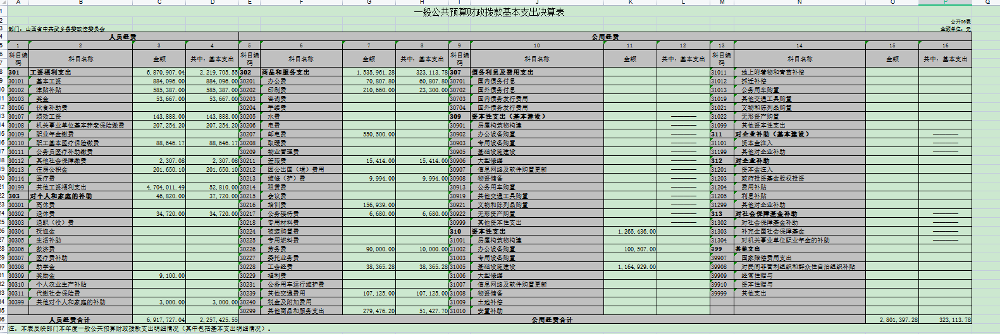 A B C D E F G H I J K L M N O P Q
1 一般公共预算财政拨款基本支出决算表
2 公开06表
3 部门：山西省中共武乡县委政法委员会 金额单位：元
4 人员经费 公用经费
5 1 2 3 4 5 6 7 8 9 10 11 12 13 14 15 16
6 7 科目编码 科目名称 金额 其中：基本支出 科目编码 科目名称 金额 其中：基本支出 科目编码 科目名称 金额 其中：基本支出 科目编码 科目名称 金额 其中：基本支出
8 301 工资福利支出 6,870,907.04 2,219,705.55 302 商品和服务支出 1,535,961.28 323,113.78 307 债务利息及费用支出 31011 地上附着物和青苗补偿
9 30101 基本工资 884,096.00 884,096.00 30201 办公费 70,807.80 60,807.80 30701 国内债务付息 31012 拆迁补偿
10 30102 津贴补贴 585,387.00 585,387.00 30202 印刷费 210,660.00 23,300.00 30702 国外债务付息 31013 公务用车购置
11 30103 奖金 53,667.00 53,667.00 30203 咨询费 30703 国内债务发行费用 31019 其他交通工具购置
12 30106 伙食补助费 30204 手续费 30704 国外债务发行费用 31021 文物和陈列品购置
13 30107 绩效工资 143,888.00 143,888.00 30205 水费 309 资本性支出（基本建设） ———— 31022 无形资产购置
14 30108 机关事业单位基本养老保险缴费 207,254.20 207,254.20 30206 电费 30901 房屋构筑物构建 ———— 31099 其他资本性支出
15 30109 职业年金缴费 30207 邮电费 550,500.00 30902 办公设备购置 ———— 311 对企业补助（基本建设） ————
16 30110 职工基本医疗保险缴费 88,646.17 88,646.17 30208 取暖费 30903 专用设备购置 ———— 31101 资本金注入 ————
17 30111 公务员医疗补助缴费 30209 物业管理费 30905 基础设施建设 ———— 31199 其他对企业补助 ————
18 30112 其他社会保障缴费 2,307.08 2,307.08 30211 差旅费 15,414.00 15,414.00 30906 大型修缮 ———— 312 对企业补助
19 30113 住房公积金 201,650.10 201,650.10 30212 因公出国（境）费用 30907 信息网络及软件购置更新 ———— 31201 资本金注入
20 30114 医疗费 30213 维修（护）费 9,994.00 9,994.00 30908 物资储备 ———— 31203 政府投资基金股权投资
21 30199 其他工资福利支出 4,704,011.49 52,810.00 30214 租赁费 30913 公务用车购置 ———— 31204 费用补贴
22 303 对个人和家庭的补助 46,820.00 37,720.00 30215 会议费 30919 其他交通工具购置 ———— 31205 利息补贴
23 30301 离休费 30216 培训费 156,939.00 30921 文物和陈列品购置 ———— 31299 其他对企业补助
24 30302 退休费 34,720.00 34,720.00 30217 公务接待费 6,680.00 6,680.00 30922 无形资产购置 ———— 313 对社会保障基金补助 ————
25 30303 退职（役）费 30218 专用材料费 30999 其他资本性支出 ———— 31302 对社会保障基金补助 ————
26 30304 抚恤金 30224 被装购置费 310 资本性支出 1,265,436.00 31303 补充全国社会保障基金 ————
27 30305 生活补助 30225 专用燃料费 31001 房屋构筑物构建 31304 对机关事业单位职业年金的补助 ————
28 30306 救济费 30226 劳务费 90,000.00 10,000.00 31002 办公设备购置 100,507.00 399 其他支出
29 30307 医疗费补助 30227 委托业务费 31003 专用设备购置 39907 国家赔偿费用支出
30 30308 助学金 30228 工会经费 38,365.28 38,365.28 31005 基础设施建设 1,164,929.00 39908 对民间非营利组织和群众性自治组织补贴
31 30309 奖励金 9,100.00 30229 福利费 31006 大型修缮 39909 经常性赠与
32 30310 个人农业生产补贴 30231 公务用车运行维护费 31007 信息网络及软件购置更新 39910 资本性赠与
33 30311 代缴社会保险费 30239 其他交通费用 107,125.00 107,125.00 31008 物资储备 39999 其他支出
34 30399 其他对个人和家庭的补助 3,000.00 3,000.00 30240 税金及附加费用 31009 土地补偿
35 30299 其他商品和服务支出 279,476.20 51,427.70 31010 安置补助
36 人员经费合计 6,917,727.04 2,257,425.55 公用经费合计 2,801,397.28 323,113.78
37 注：本表反映部门本年度一般公共预算财政拨款支出明细情况（其中包括基本支出明细情况）。